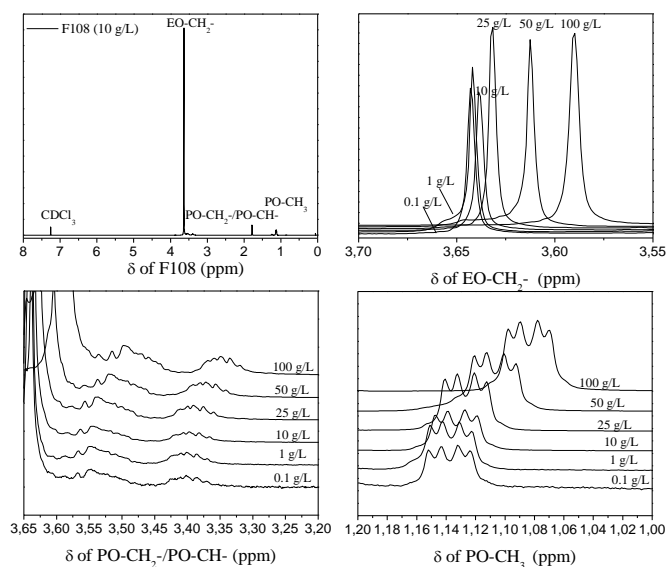 F108 (10 g/L)
EO-CH₂-
CDCl₃
PO-CH₂-/PO-CH-
PO-CH₃
8 7 6 5 4 3 2 1 0
δ of F108 (ppm)
25 g/L 50 g/L 100 g/L
10 g/L
1 g/L
0.1 g/L
3,70 3,65 3,60 3,55
δ of EO-CH₂- (ppm)
100 g/L
50 g/L
25 g/L
10 g/L
1 g/L
0.1 g/L
3,65 3,60 3,55 3,50 3,45 3,40 3,35 3,30 3,25 3,20
δ of PO-CH₂-/PO-CH- (ppm)
100 g/L
50 g/L
25 g/L
10 g/L
1 g/L
0.1 g/L
1,20 1,18 1,16 1,14 1,12 1,10 1,08 1,06 1,04 1,02 1,00
δ of PO-CH₃ (ppm)